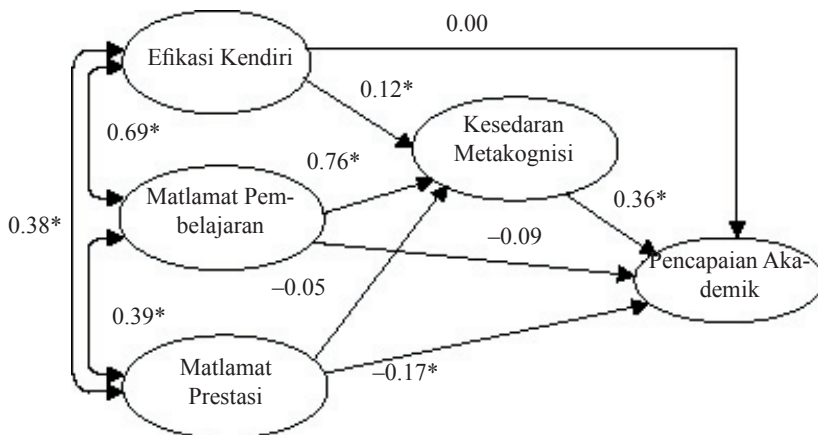 0.00
Efikasi Kendiri
0.12*
Kesedaran
Metakognisi
0.69*
0.76*
Matlamat Pem-
belajaran
0.36*
0.38*
–0.09
Pencapaian Aka-
demik
–0.05
0.39*
Matlamat
Prestasi
–0.17*